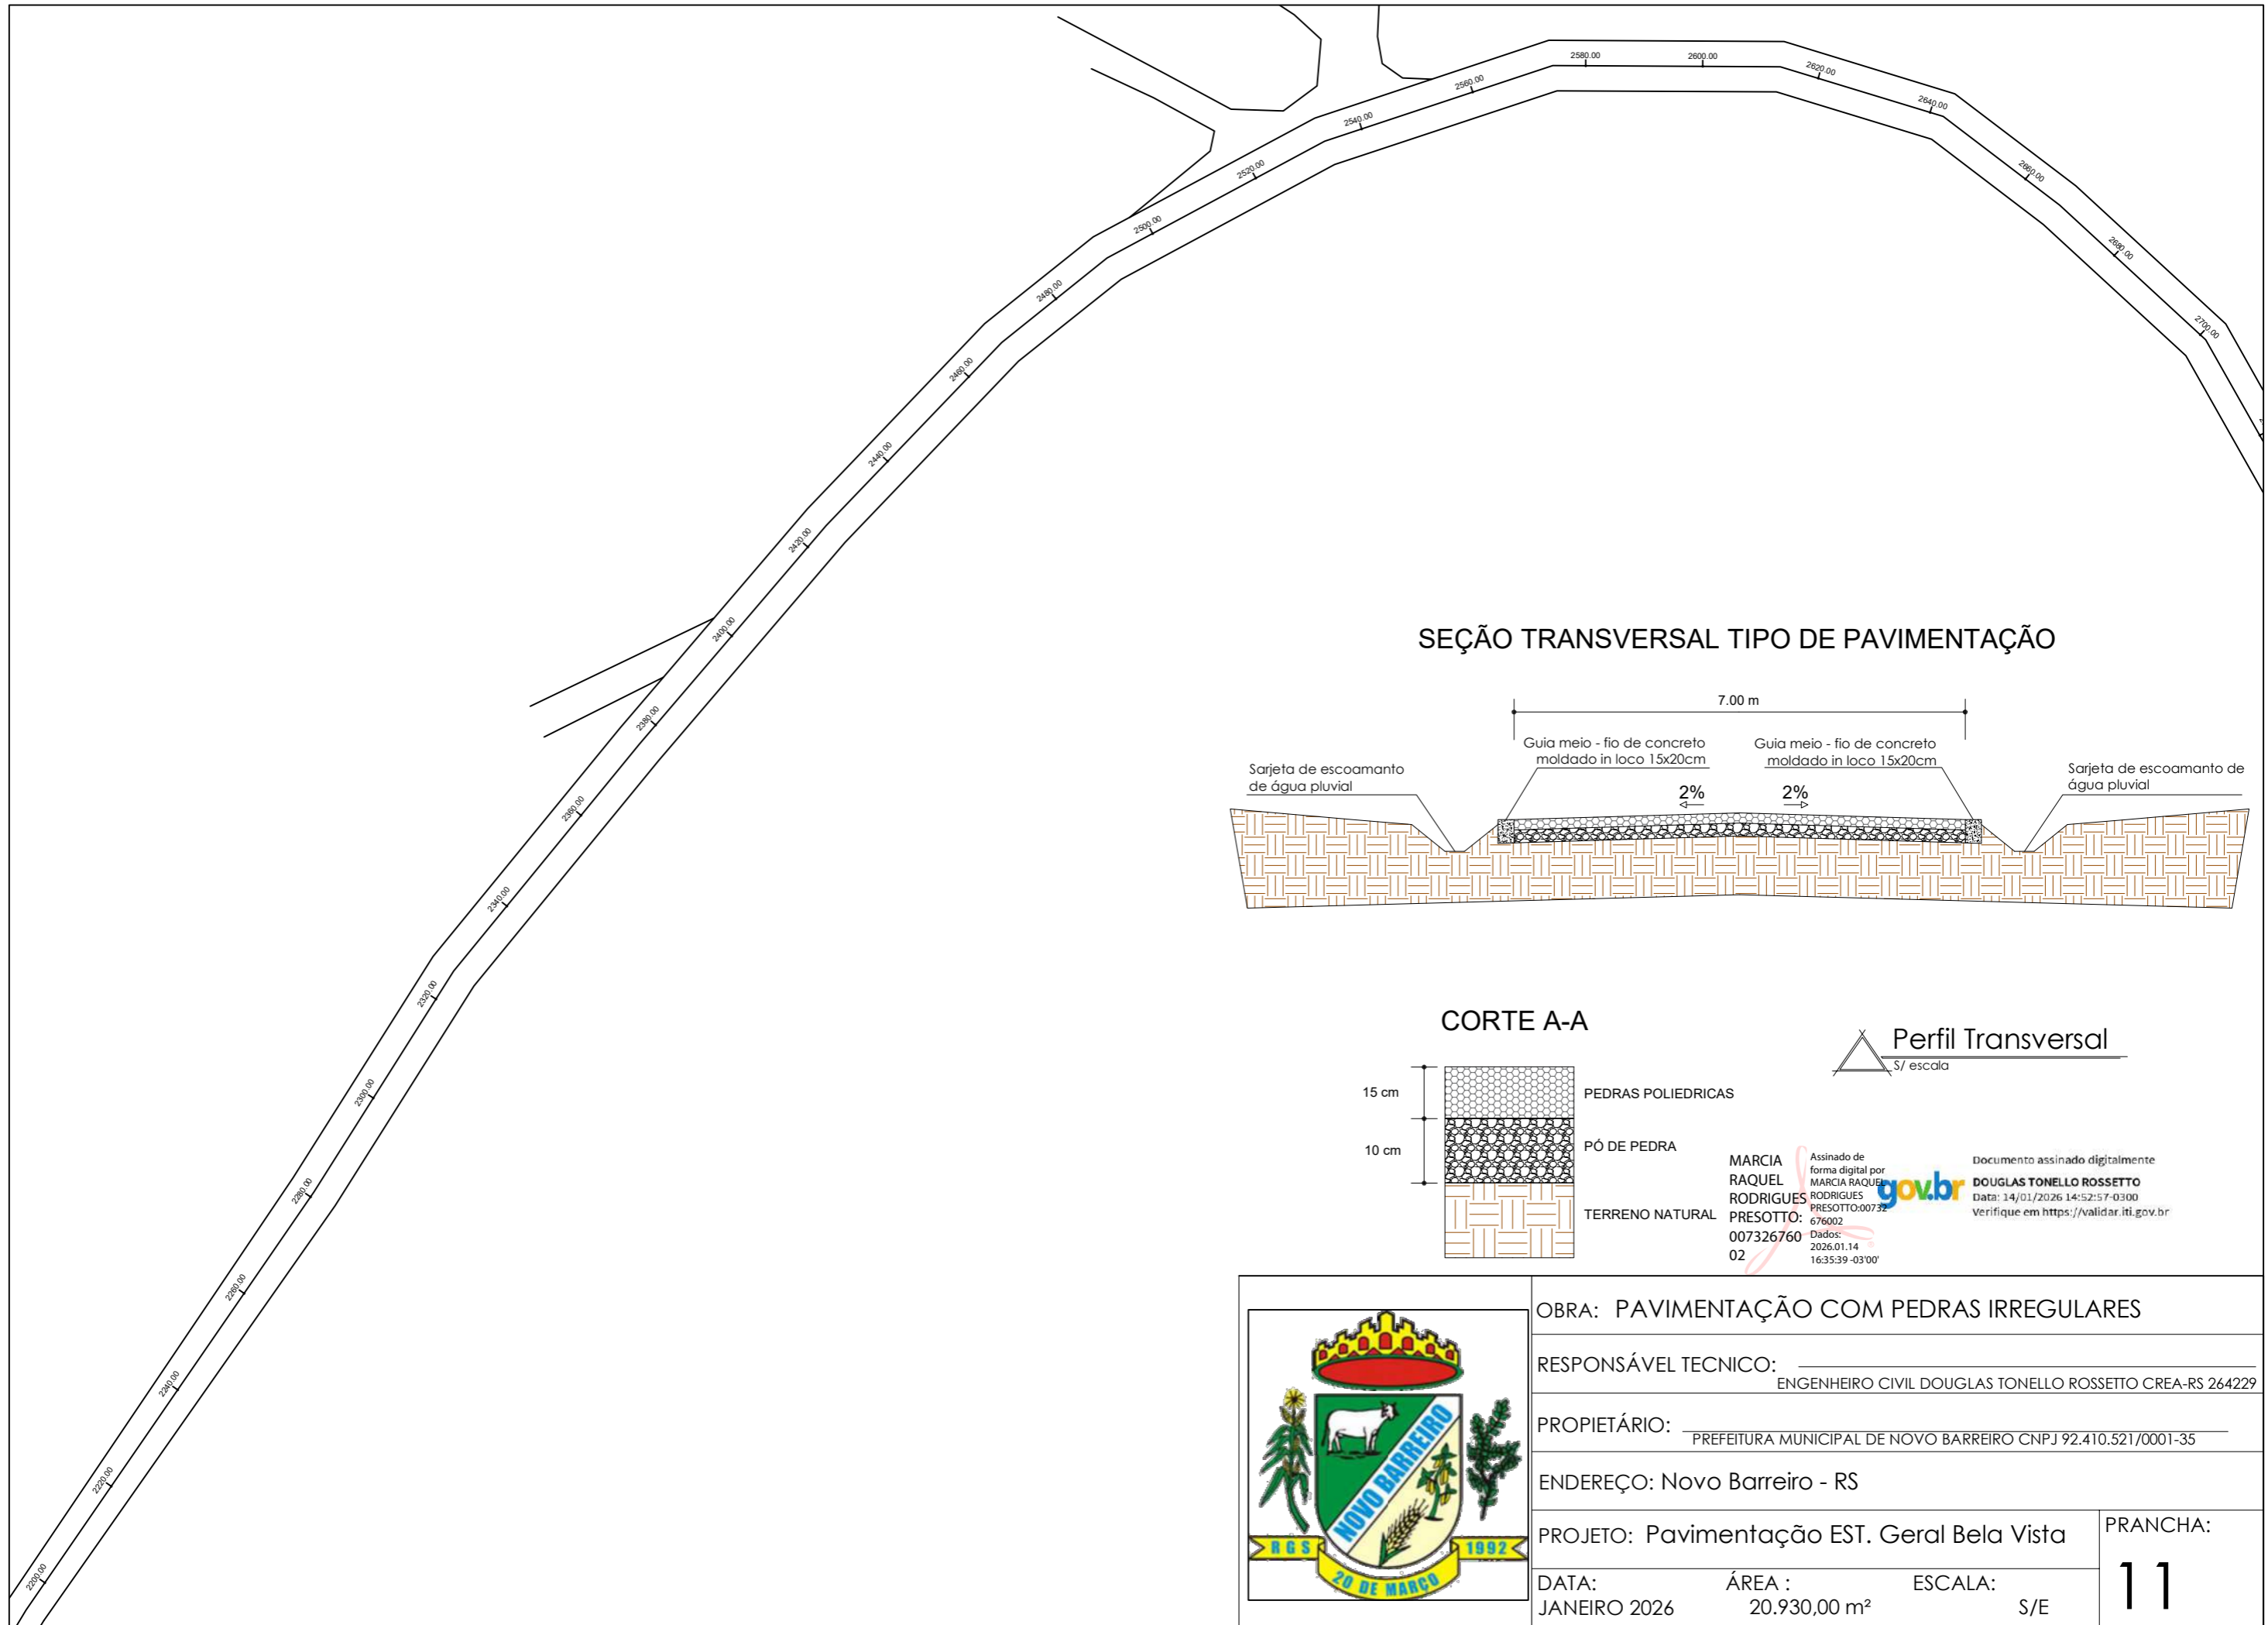 2580.00
2600.00
2620.00
2560.00
2640.00
2540.00
2520.00
2660.00
2500.00
2680.00
2480.00
2700.00
2460.00
2440.00
2420.00
2400.00
2380.00
2360.00
2340.00
2320.00
2300.00
2280.00
2260.00
2240.00
2220.00
2200.00
SEÇÃO TRANSVERSAL TIPO DE PAVIMENTAÇÃO
7.00 m
Guia meio - fio de concreto
moldado in loco 15x20cm
Guia meio - fio de concreto
moldado in loco 15x20cm
Sarjeta de escoamanto
de água pluvial
Sarjeta de escoamanto de
água pluvial
2%
2%
CORTE A-A
Perfil Transversal
S/ escala
15 cm
PEDRAS POLIEDRICAS
10 cm
PÓ DE PEDRA
TERRENO NATURAL
MARCIA
RAQUEL
RODRIGUES
PRESOTTO:
007326760
02
Assinado de
forma digital por
MARCIA RAQUEL
RODRIGUES
PRESOTTO:00732
676002
Dados:
2026.01.14
16:35:39 -03'00'
gov.br
Documento assinado digitalmente
DOUGLAS TONELLO ROSSETTO
Data: 14/01/2026 14:52:57-0300
Verifique em https://validar.iti.gov.br
NOVO BARREIRO
RGS
1992
20 DE MARÇO
OBRA: PAVIMENTAÇÃO COM PEDRAS IRREGULARES
RESPONSÁVEL TECNICO:
ENGENHEIRO CIVIL DOUGLAS TONELLO ROSSETTO CREA-RS 264229
PROPIETÁRIO:
PREFEITURA MUNICIPAL DE NOVO BARREIRO CNPJ 92.410.521/0001-35
ENDEREÇO: Novo Barreiro - RS
PROJETO: Pavimentação EST. Geral Bela Vista
PRANCHA:
11
DATA:
JANEIRO 2026
ÁREA :
20.930,00 m²
ESCALA:
S/E